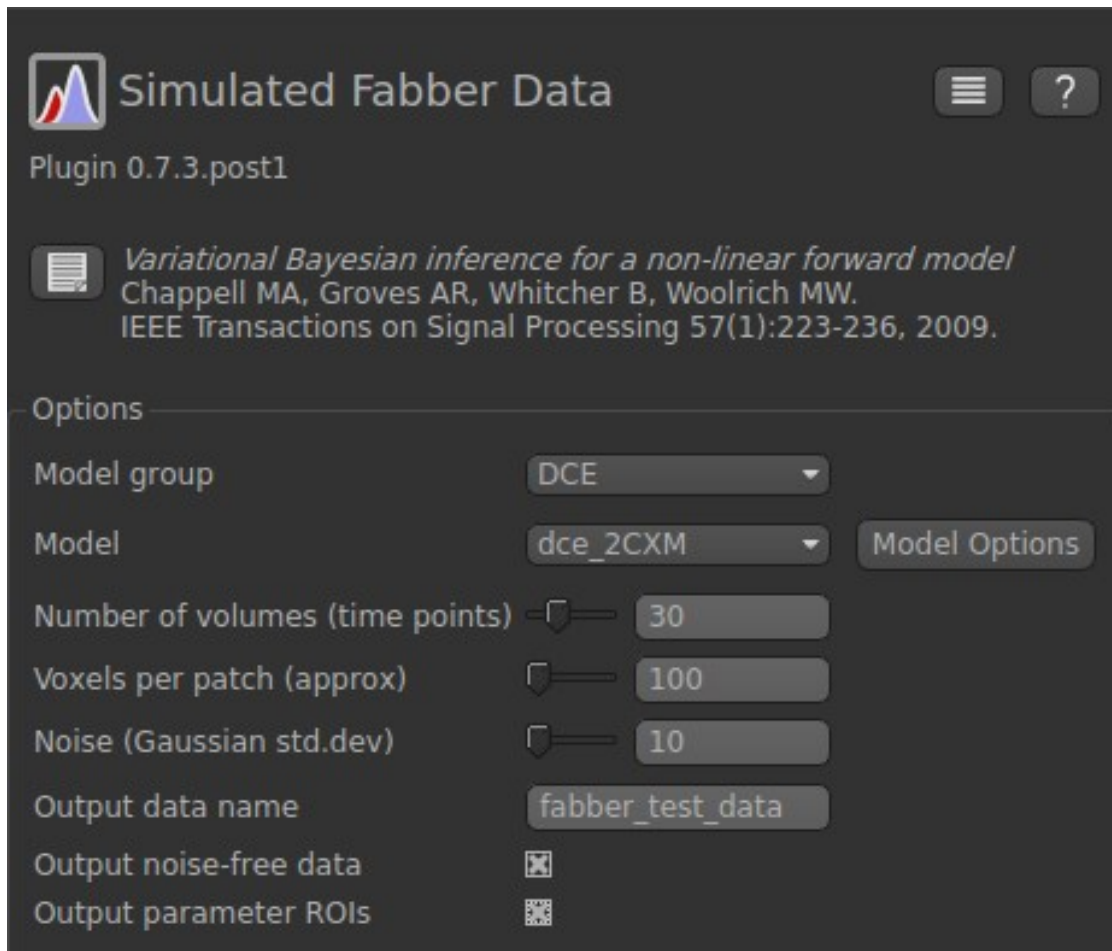 Simulated Fabber Data
?
Plugin 0.7.3.post1
Variational Bayesian inference for a non-linear forward model
Chappell MA, Groves AR, Whitcher B, Woolrich MW.
IEEE Transactions on Signal Processing 57(1):223-236, 2009.
Options
Model group DCE
Model dce_2CXM Model Options
Number of volumes (time points) 30
Voxels per patch (approx) 100
Noise (Gaussian std.dev) 10
Output data name fabber_test_data
Output noise-free data
Output parameter ROIs